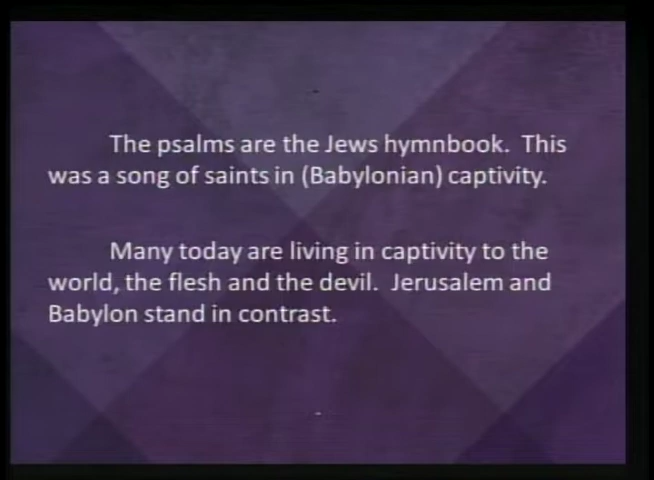 The psalms are the Jews hymnbook. This
was a song of saints in (Babylonian) captivity.
Many today are living in captivity to the
world, the flesh and the devil. Jerusalem and
Babylon stand in contrast.